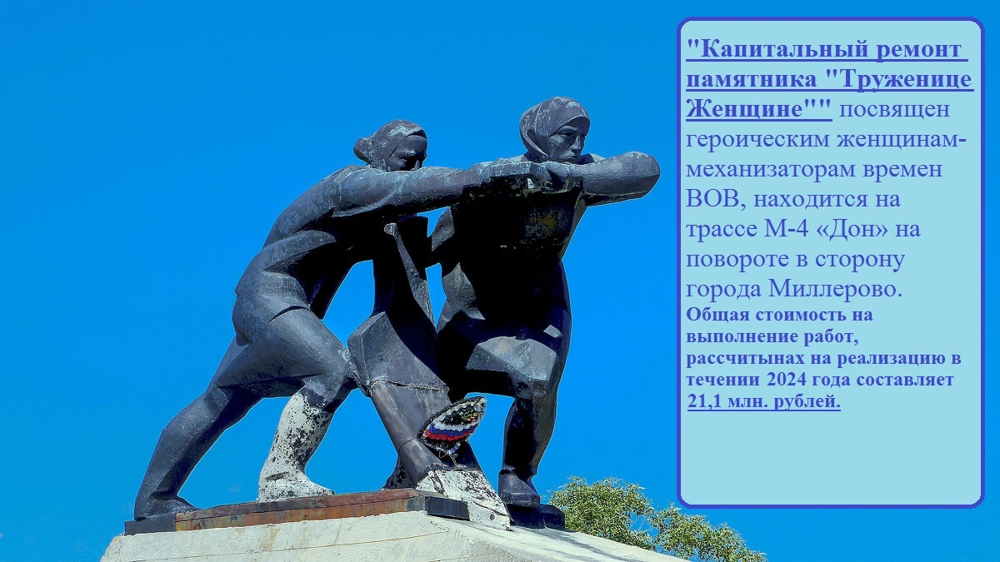 "Капитальный ремонт
памятника "Труженице
Женщине"" посвящен
героическим женщинам-
механизаторам времен
ВОВ, находится на
трассе М-4 «Дон» на
повороте в сторону
города Миллерово.
Общая стоимость на
выполнение работ,
рассчитынах на реализацию в
течении 2024 года составляет
21,1 млн. рублей.